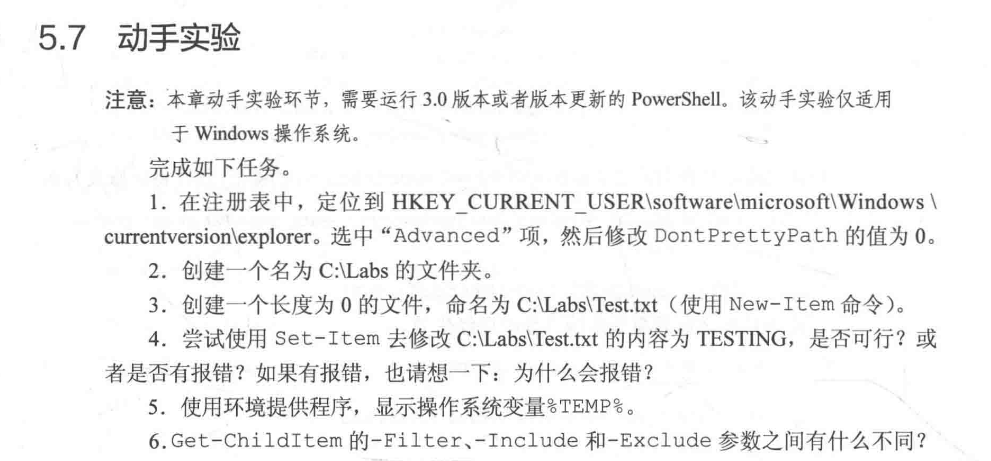 5.7 动手实验
注意：本章动手实验环节，需要运行 3.0 版本或者版本更新的 PowerShell。该动手实验仅适用
于 Windows 操作系统。
完成如下任务。
1．在注册表中，定位到 HKEY_CURRENT_USER\software\microsoft\Windows \
currentversion\explorer。选中“Advanced”项，然后修改 DontPrettyPath 的值为 0。
2．创建一个名为 C:\Labs 的文件夹。
3．创建一个长度为 0 的文件，命名为 C:\Labs\Test.txt（使用 New-Item 命令）。
4．尝试使用 Set-Item 去修改 C:\Labs\Test.txt 的内容为 TESTING，是否可行？或
者是否有报错？如果有报错，也请想一下：为什么会报错？
5．使用环境提供程序，显示操作系统变量%TEMP%。
6.Get-ChildItem 的-Filter、-Include 和-Exclude 参数之间有什么不同？